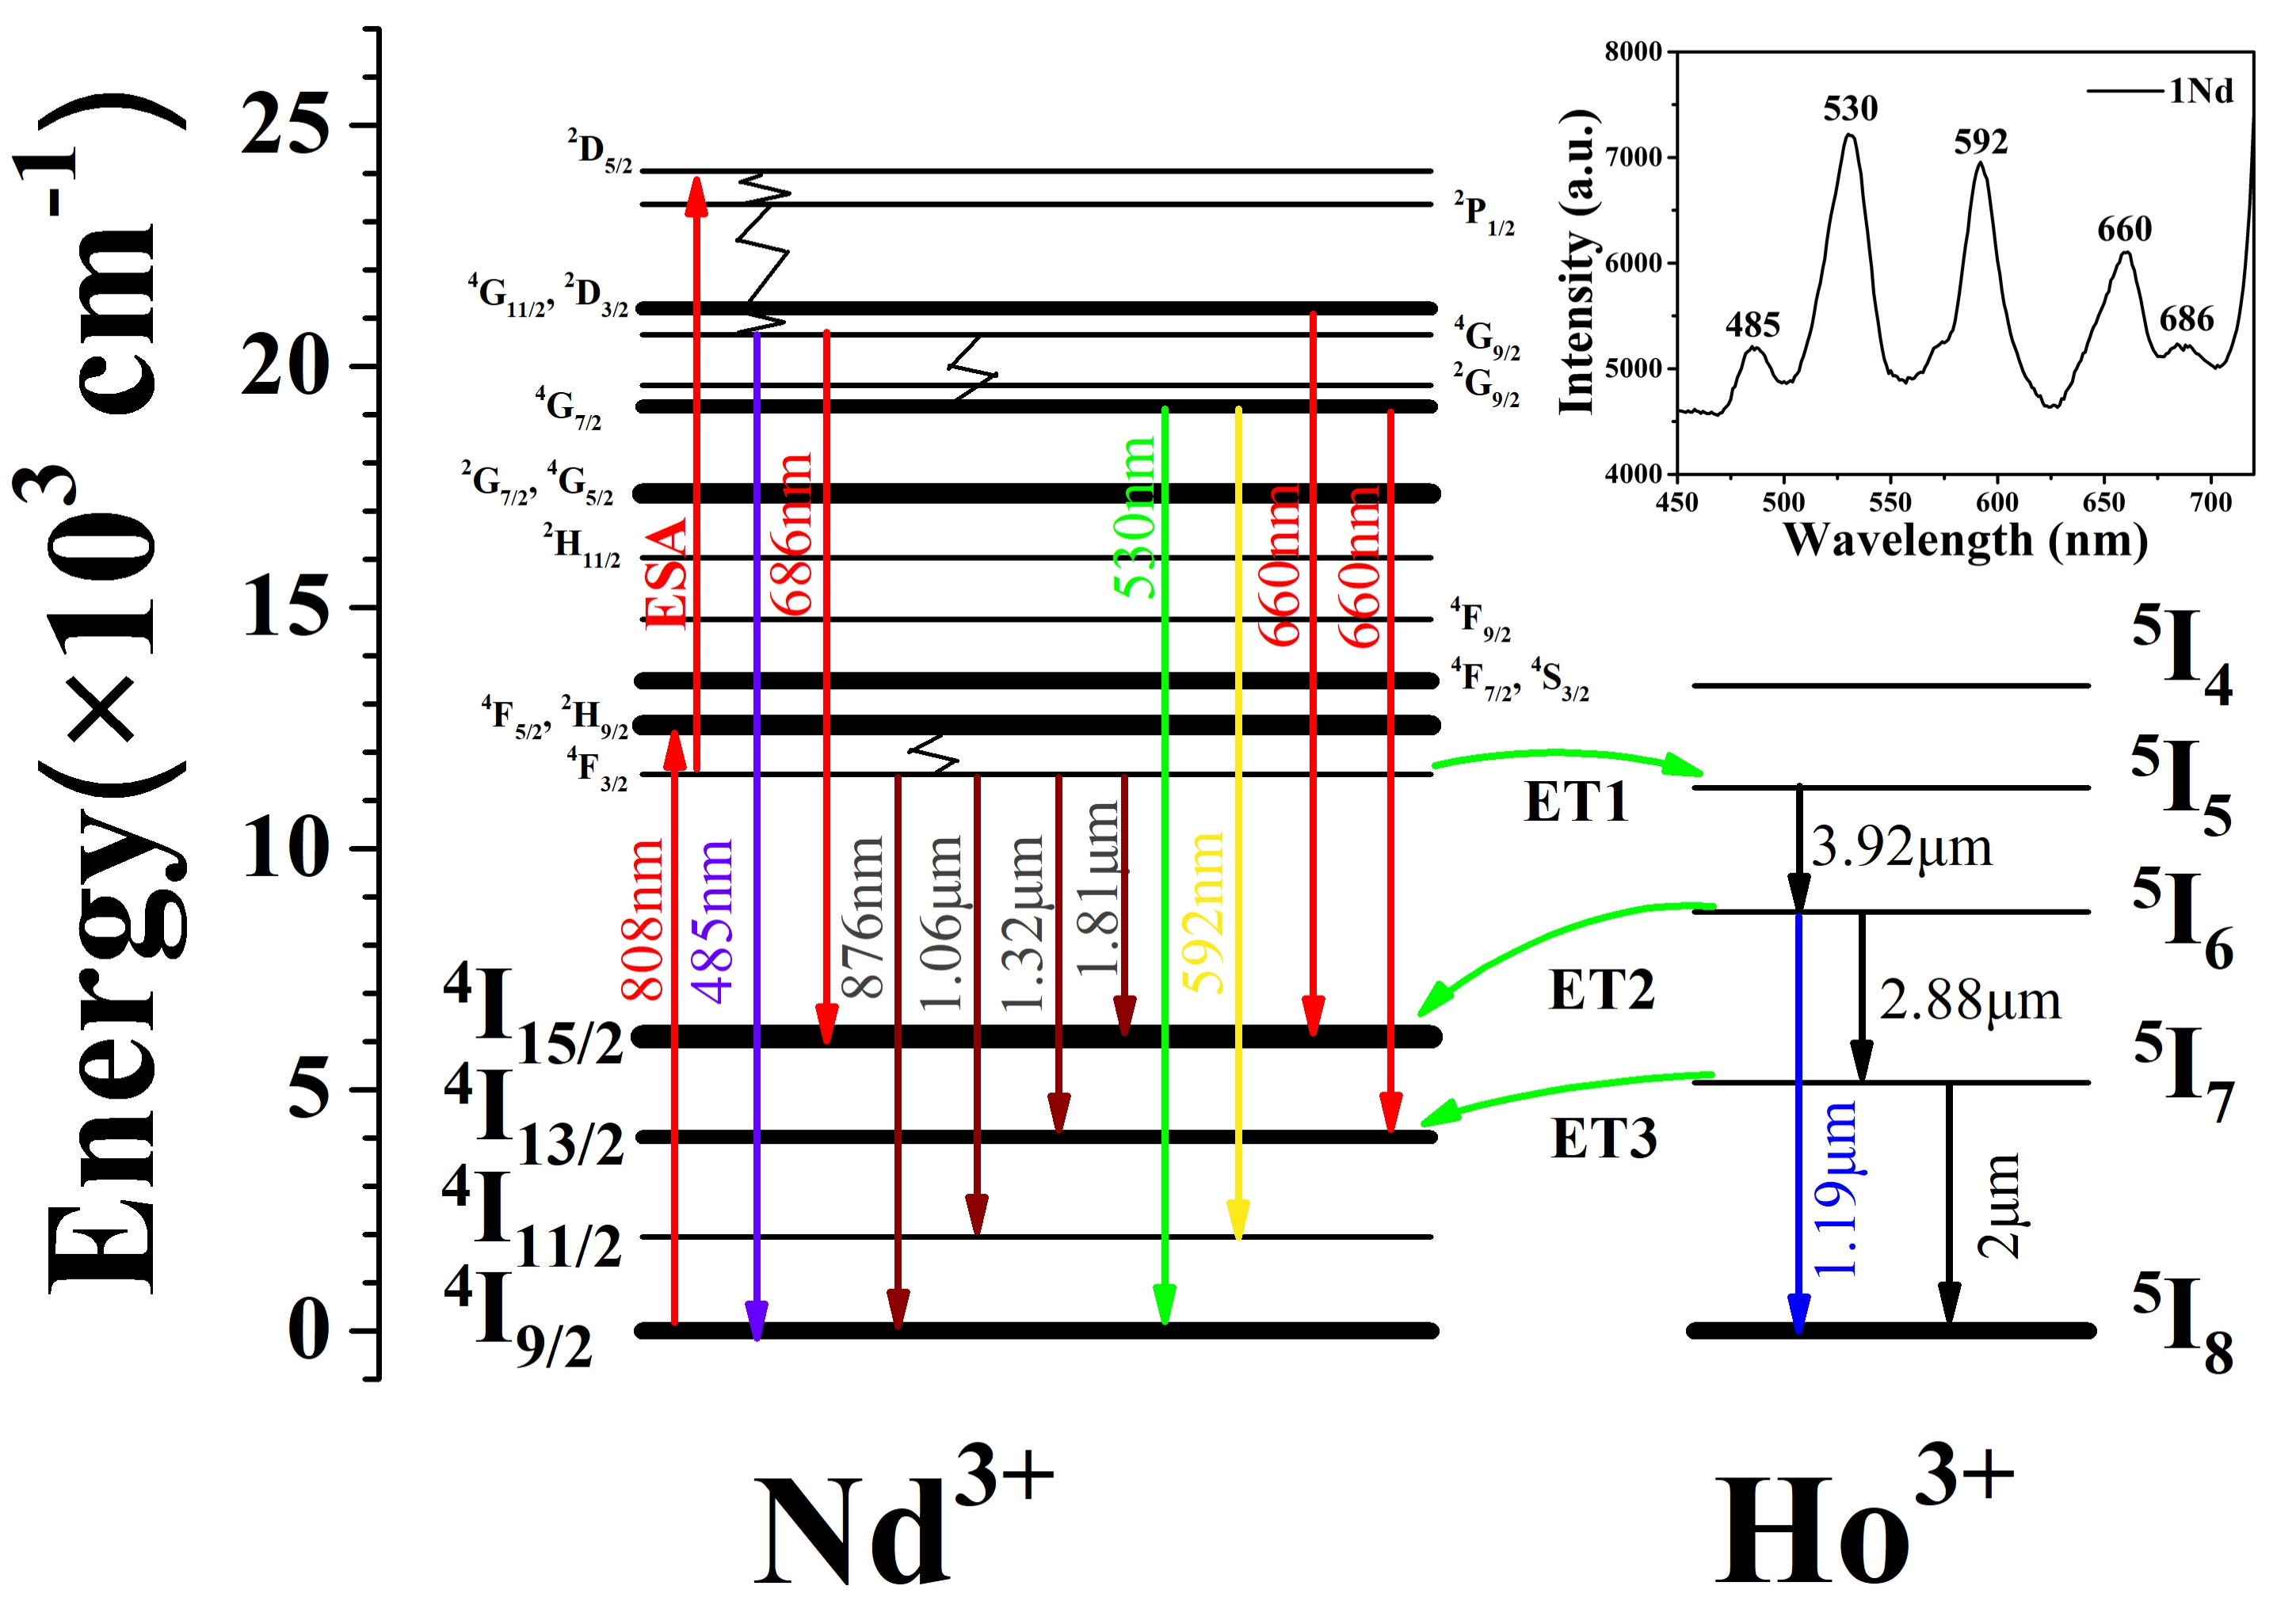 Energy(×10³ cm⁻¹)
25
20
15
10
5
0
²D₅/₂
²P₁/₂
⁴G₁₁/₂, ²D₃/₂
⁴G₉/₂
²G₉/₂
⁴G₇/₂
²G₇/₂, ⁴G₅/₂
²H₁₁/₂
⁴F₉/₂
⁴F₇/₂, ⁴S₃/₂
⁴F₅/₂, ²H₉/₂
⁴F₃/₂
⁴I₁₅/₂
⁴I₁₃/₂
⁴I₁₁/₂
⁴I₉/₂
808nm
ESA
485nm
686nm
876nm
1.06μm
1.32μm
1.81μm
530nm
592nm
660nm
660nm
Nd³⁺
ET1
ET2
ET3
⁵I₄
⁵I₅
⁵I₆
⁵I₇
⁵I₈
3.92μm
2.88μm
1.19μm
2μm
Ho³⁺
Intensity (a.u.)
8000
7000
6000
5000
4000
1Nd
485
530
592
660
686
450 500 550 600 650 700
Wavelength (nm)